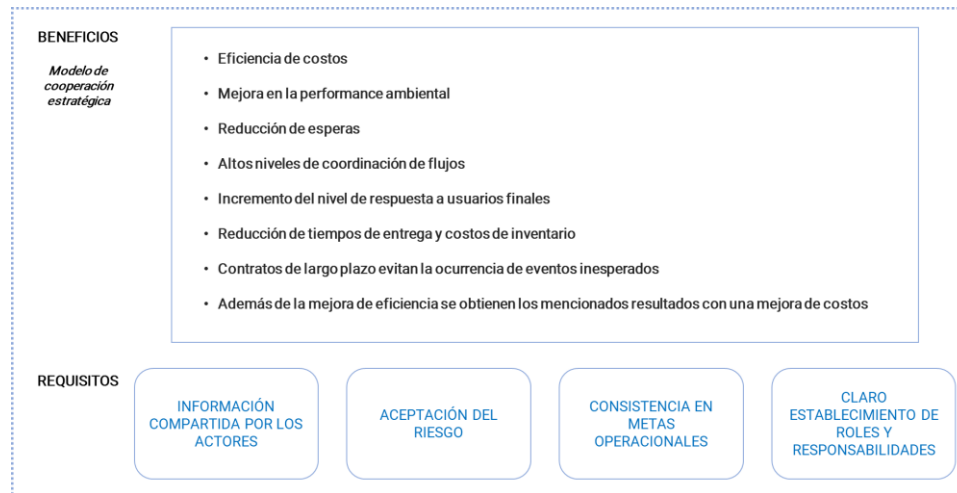 BENEFICIOS
Modelo de
cooperación
estratégica
• Eficiencia de costos
• Mejora en la performance ambiental
• Reducción de esperas
• Altos niveles de coordinación de flujos
• Incremento del nivel de respuesta a usuarios finales
• Reducción de tiempos de entrega y costos de inventario
• Contratos de largo plazo evitan la ocurrencia de eventos inesperados
• Además de la mejora de eficiencia se obtienen los mencionados resultados con una mejora de costos
REQUISITOS
INFORMACIÓN
COMPARTIDA POR LOS
ACTORES
ACEPTACIÓN DEL
RIESGO
CONSISTENCIA EN
METAS
OPERACIONALES
CLARO
ESTABLECIMIENTO DE
ROLES Y
RESPONSABILIDADES